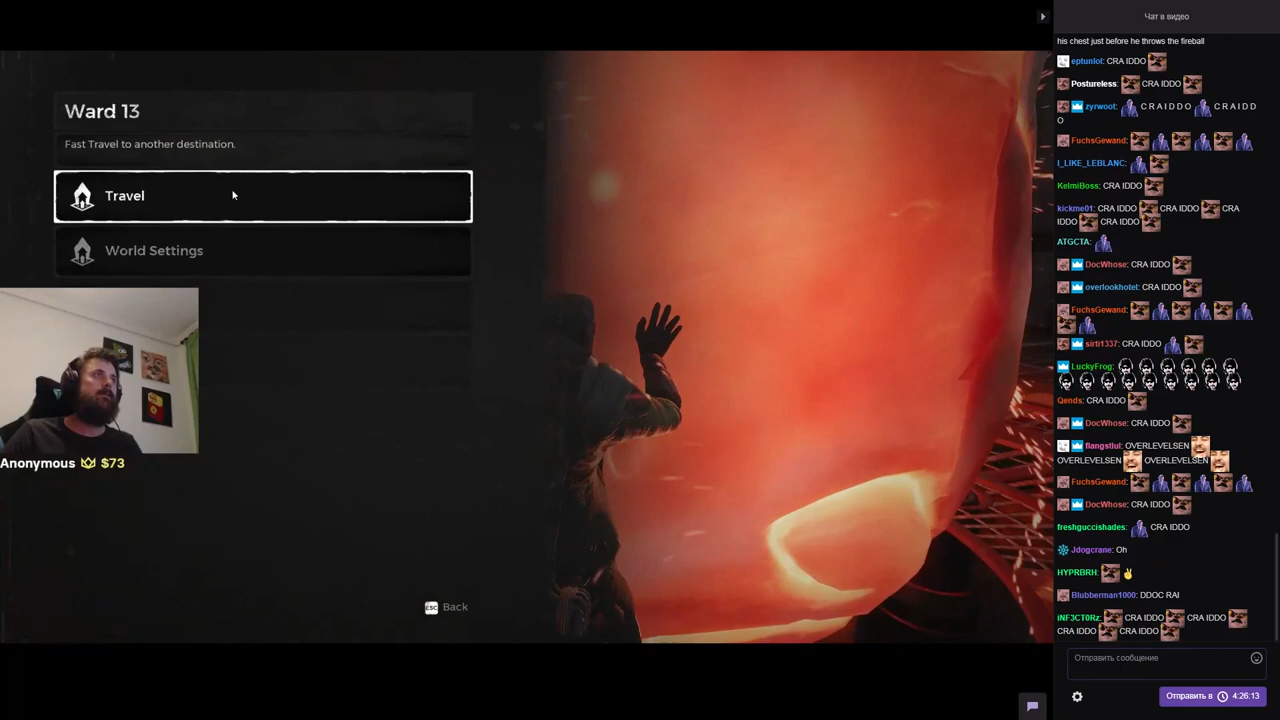 Ward 13
Fast Travel to another destination.
Travel
World Settings
Anonymous $73
ESC Back
Чат в видео
his chest just before he throws the fireball
eptunlol: CRA IDDO
Postureless: CRA IDDO
zyrwoot: C R A I D D O C R A I D D
O
FuchsGewand:
I_LIKE_LEBLANC:
KelmiBoss: CRA IDDO
kickme01: CRA IDDO CRA IDDO CRA
IDDO CRA IDDO
ATGCTA:
DocWhose: CRA IDDO
overlookhotel: CRA IDDO
FuchsGewand:
sirti1337: CRA IDDO
LuckyFrog:
Qends: CRA IDDO
DocWhose: CRA IDDO
flangstlul: OVERLEVELSEN
OVERLEVELSEN OVERLEVELSEN
FuchsGewand:
DocWhose: CRA IDDO
freshguccishades: CRA IDDO
Jdogcrane: Oh
HYPRBRH:
Blubberman1000: DDOC RAI
iNF3CT0Rz: CRA IDDO CRA IDDO
CRA IDDO CRA IDDO
Отправить сообщение
Отправить в 4:26:13